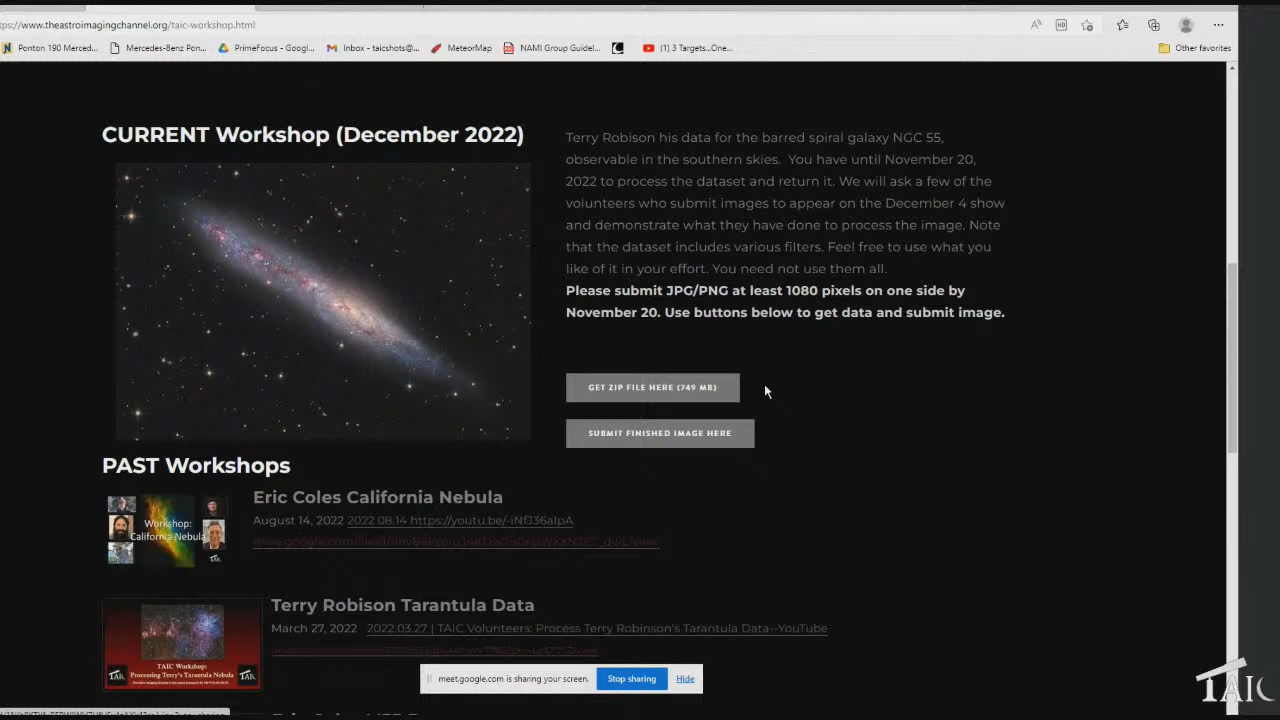 ps://www.theastroimagingchannel.org/taic-workshop.html
Ponton 190 Merced...
Mercedes-Benz Pon...
PrimeFocus - Googl...
Inbox - taicshots@...
MeteorMap
NAMI Group Guidel...
(1) 3 Targets..One...
Other favorites
CURRENT Workshop (December 2022)
Terry Robison his data for the barred spiral galaxy NGC 55,
observable in the southern skies. You have until November 20,
2022 to process the dataset and return it. We will ask a few of the
volunteers who submit images to appear on the December 4 show
and demonstrate what they have done to process the image. Note
that the dataset includes various filters. Feel free to use what you
like of it in your effort. You need not use them all.
Please submit JPG/PNG at least 1080 pixels on one side by
November 20. Use buttons below to get data and submit image.
GET ZIP FILE HERE (749 MB)
SUBMIT FINISHED IMAGE HERE
PAST Workshops
Workshop:
California Nebula
Eric Coles California Nebula
August 14, 2022 2022.08.14 https://youtu.be/-iNfJ36aIpA
TAIC Workshop:
Processing Terry's Tarantula Nebula
TAIC
TAIC
Terry Robison Tarantula Data
March 27, 2022 2022.03.27 | TAIC Volunteers: Process Terry Robinson's Tarantula Data--YouTube
meet.google.com is sharing your screen.
Stop sharing
Hide
TAIC